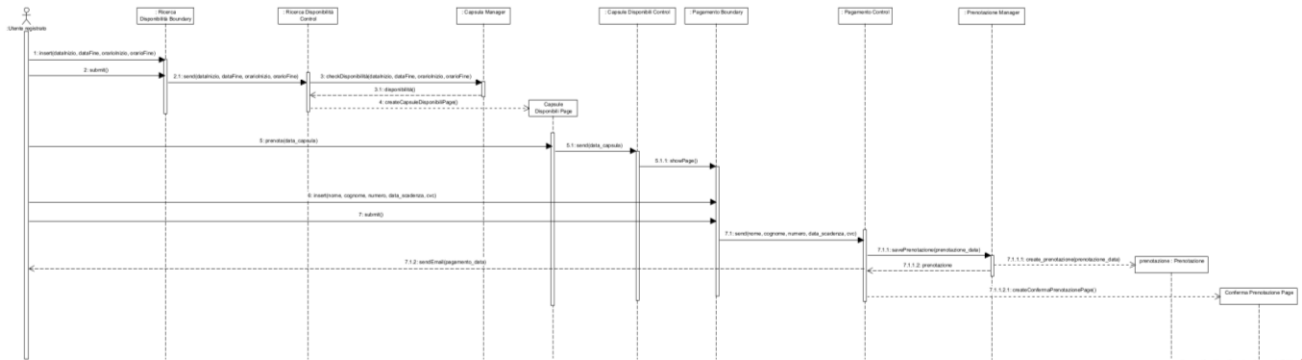 : Ricerca
Disponibilità Boundary
: Ricerca Disponibilità
Control
: Capsule Manager
: Capsule Disponibili Control
: Pagamento Boundary
: Pagamento Control
: Prenotazione Manager
:Utente registrato
1: insert(dataInizio, dataFine, orarioInizio, orarioFine)
2: submit()
2.1: send(dataInizio, dataFine, orarioInizio, orarioFine)
3: checkDisponibilità(dataInizio, dataFine, orarioInizio, orarioFine)
3.1: disponibilità()
4: createCapsuleDisponibiliPage()
Capsule
Disponibili Page
5: prenota(data_capsula)
5.1: send(data_capsula)
5.1.1: showPage()
6: insert(nome, cognome, numero, data_scadenza, cvc)
7: submit()
7.1: send(nome, cognome, numero, data_scadenza, cvc)
7.1.1: savePrenotazione(prenotazione_data)
7.1.1.1: create_prenotazione(prenotazione_data)
prenotazione : Prenotazione
7.1.2: sendEmail(pagamento_data)
7.1.1.2: prenotazione
7.1.1.2.1: createConfermaPrenotazionePage()
Conferma Prenotazione Page